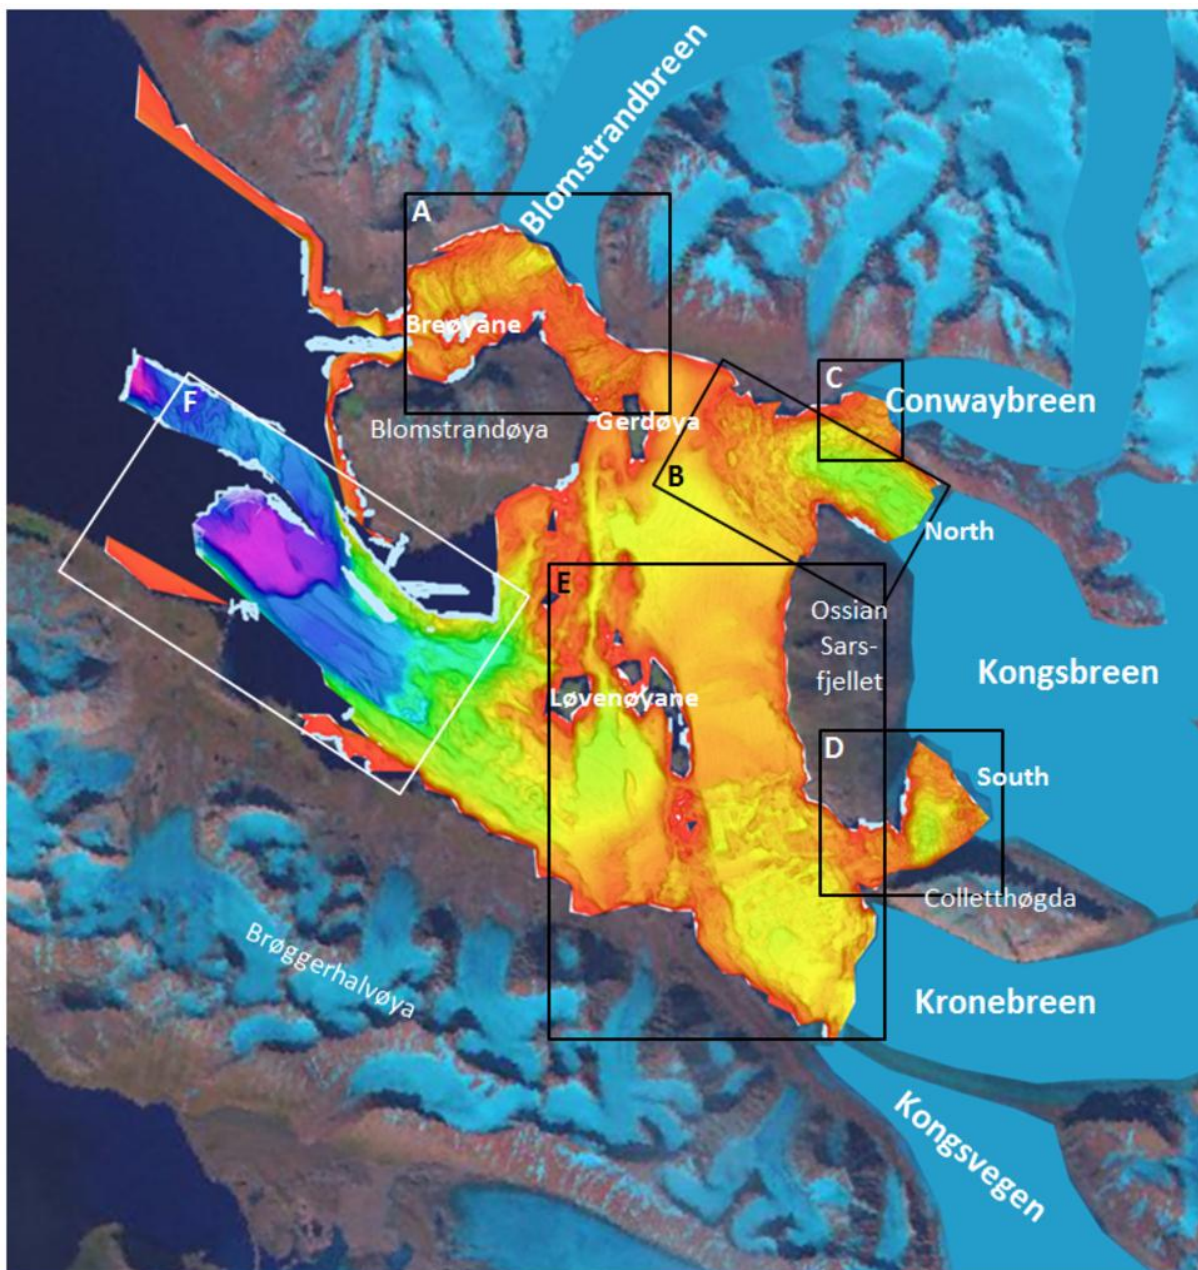 Blomstrandbreen
A
Breøyane
C
F
Conwaybreen
Gerdøya
Blomstrandøya
B
North
E
Ossian
Sars-
fjellet
Kongsbreen
Løvenøyane
D
South
Colletthøgda
Brøggerhalvøya
Kronebreen
Kongsvegen